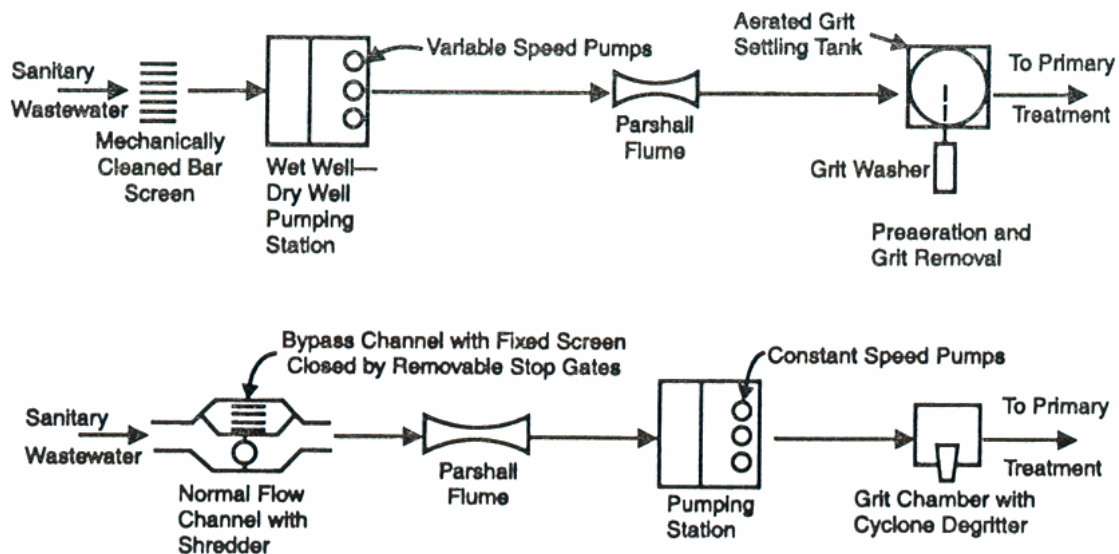 Sanitary
Wastewater
Mechanically
Cleaned Bar
Screen
Variable Speed Pumps
Wet Well—
Dry Well
Pumping
Station
Parshall
Flume
Aerated Grit
Settling Tank
To Primary
Treatment
Grit Washer
Preaeration and
Grit Removal
Bypass Channel with Fixed Screen
Closed by Removable Stop Gates
Sanitary
Wastewater
Normal Flow
Channel with
Shredder
Parshall
Flume
Constant Speed Pumps
Pumping
Station
To Primary
Treatment
Grit Chamber with
Cyclone Degritter